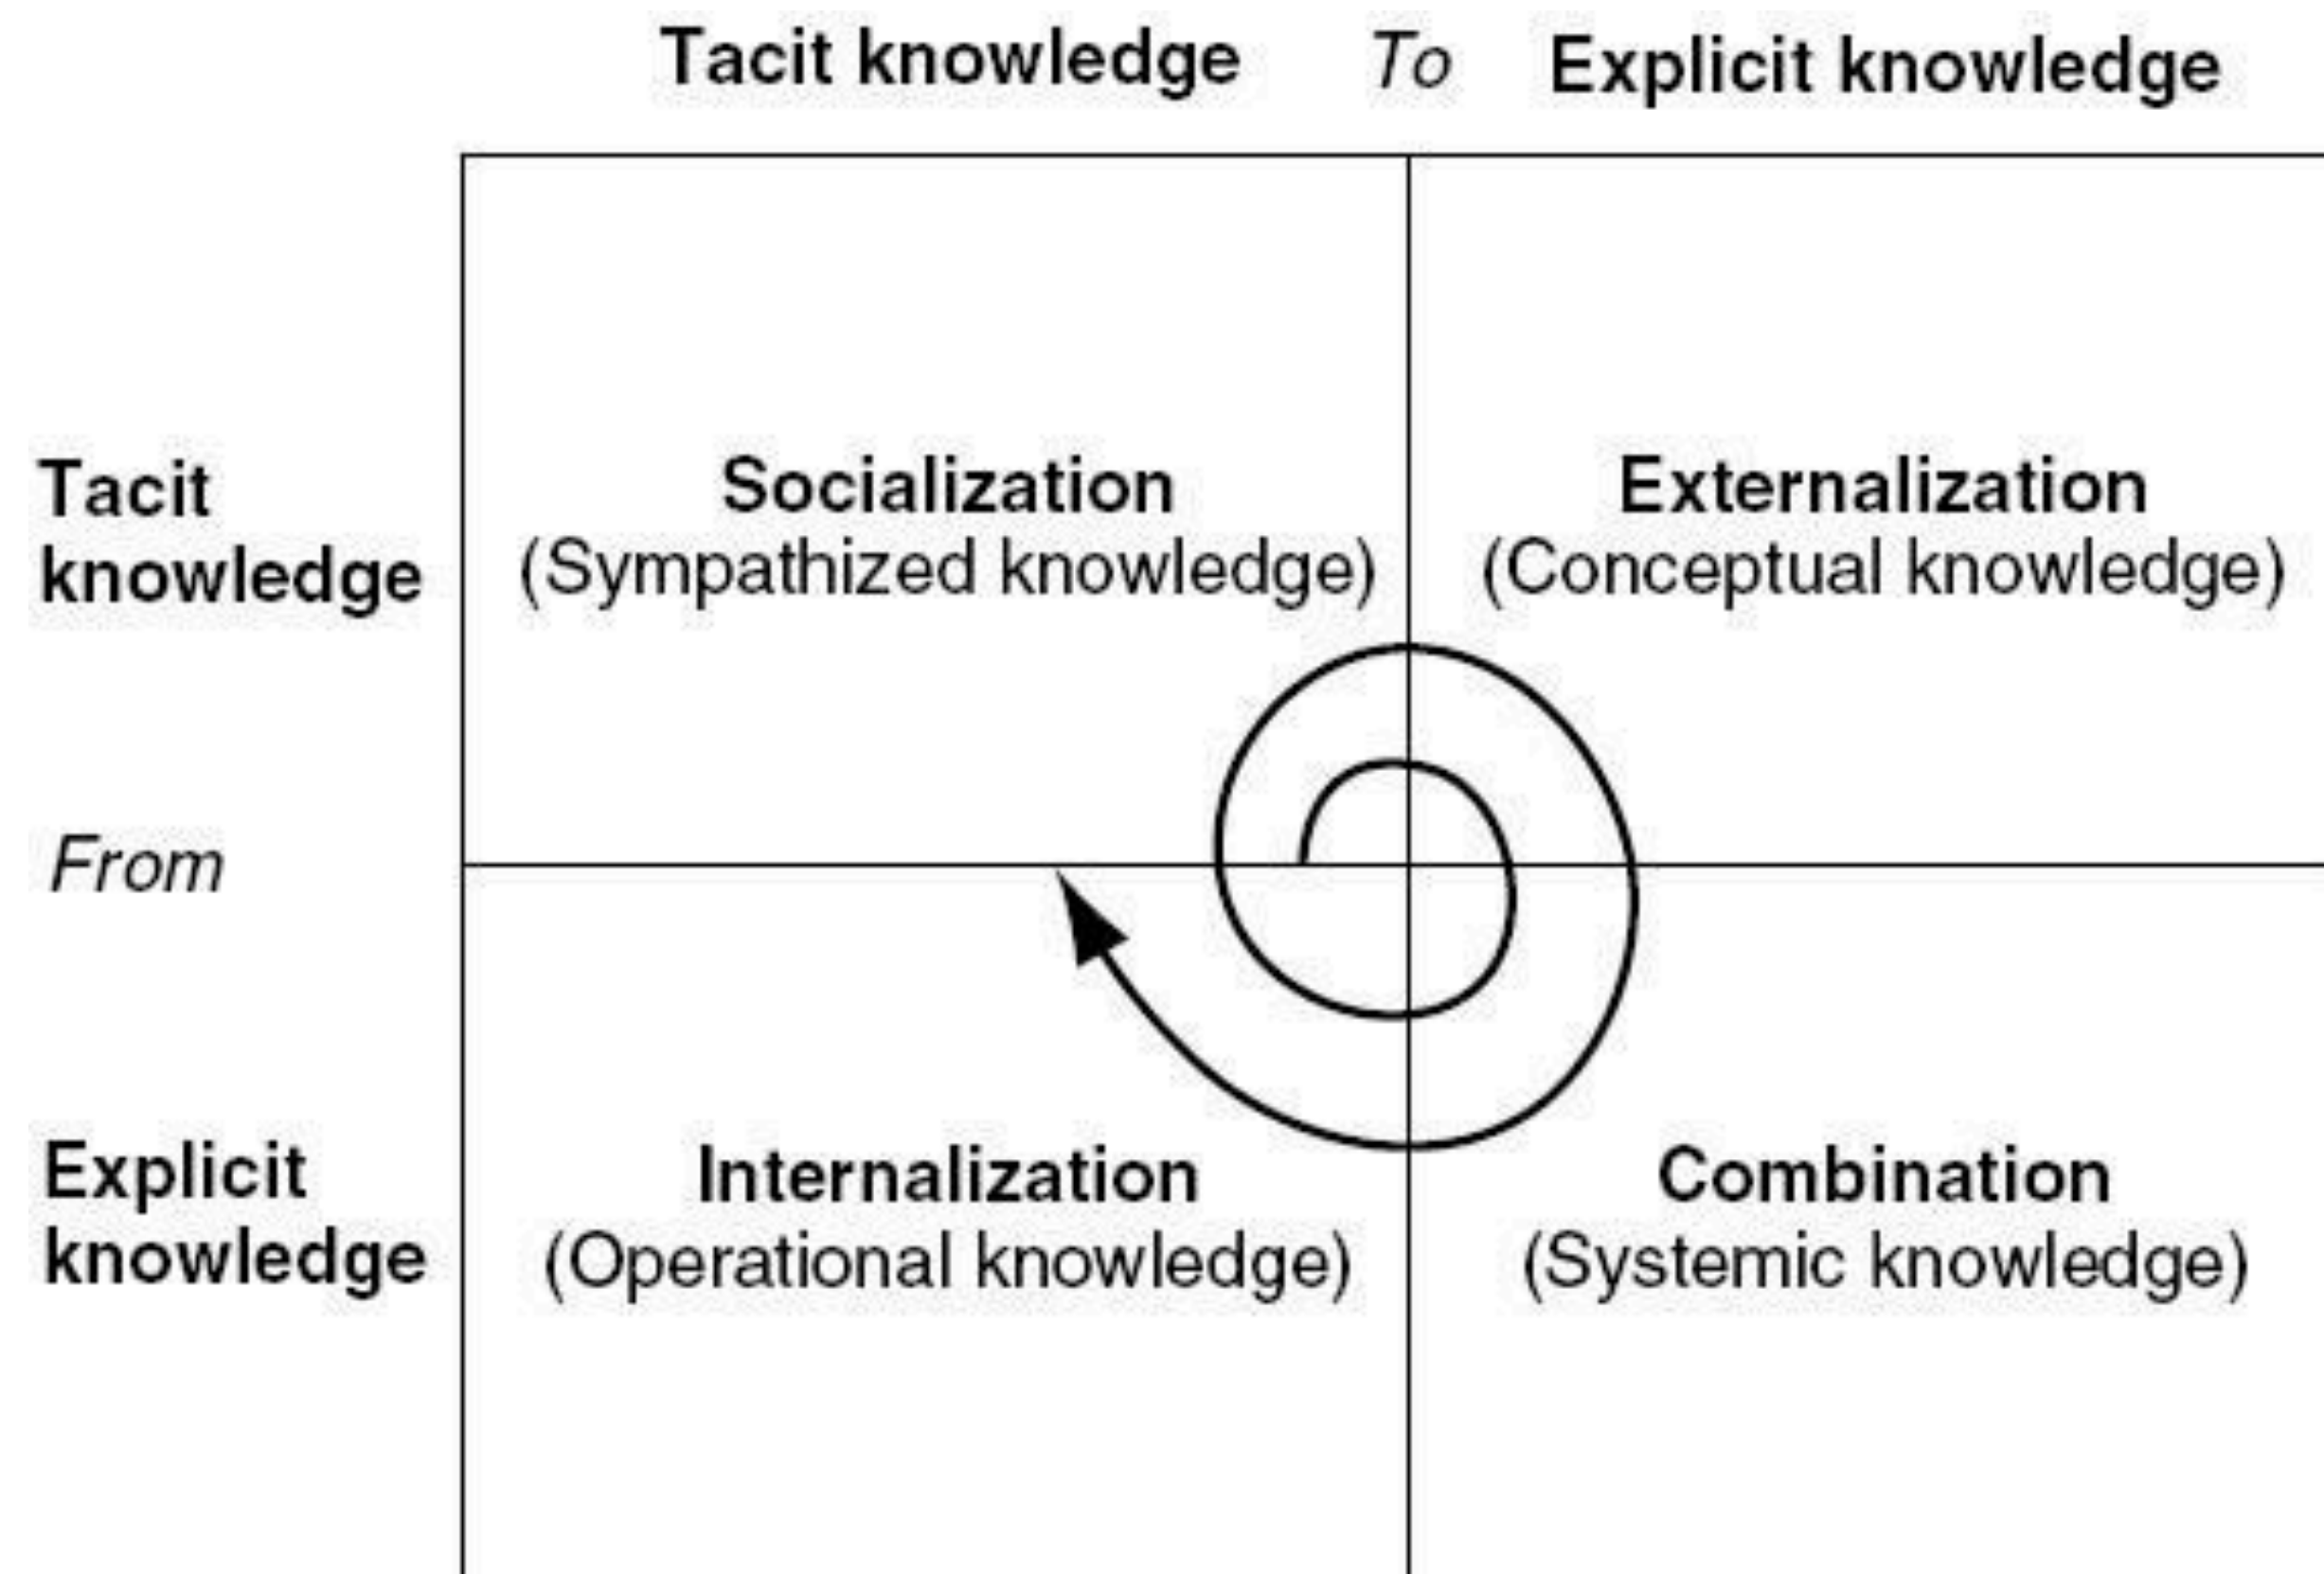 Tacit knowledge To Explicit knowledge
Tacit
knowledge
Socialization
(Sympathized knowledge)
Externalization
(Conceptual knowledge)
From
Explicit
knowledge
Internalization
(Operational knowledge)
Combination
(Systemic knowledge)